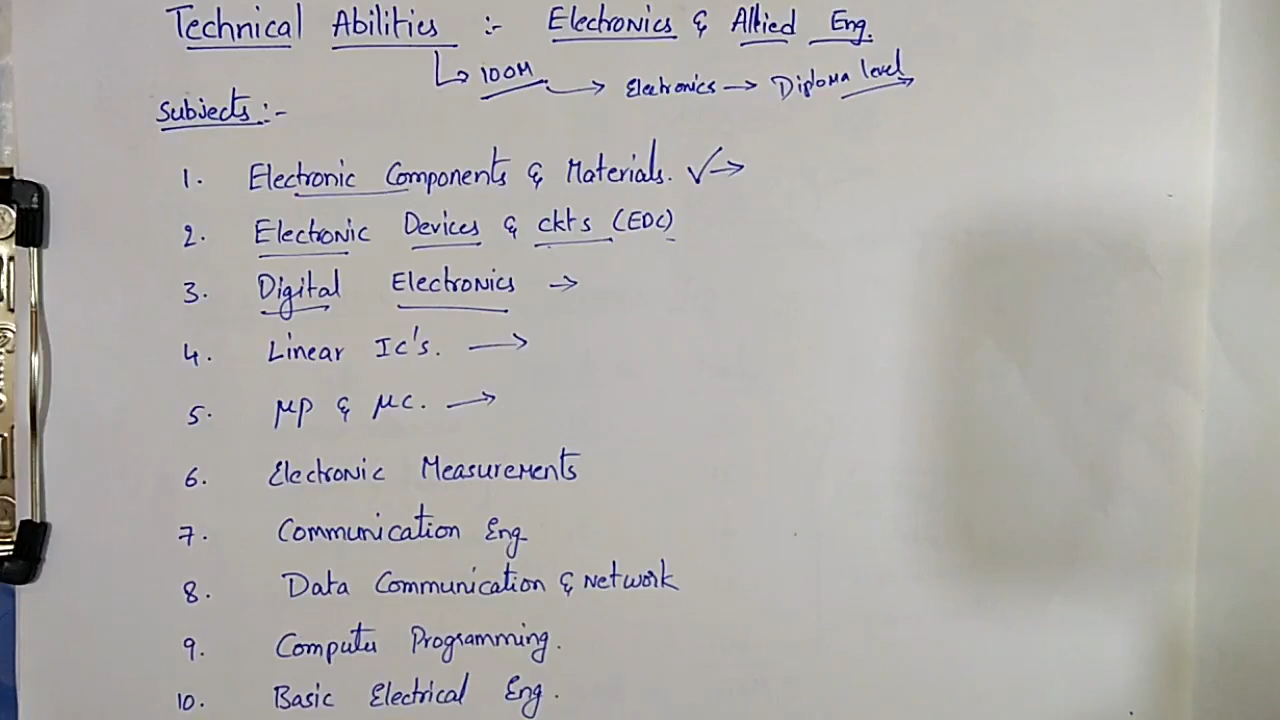 Technical Abilities :- Electronics & Allied Eng.
↳ 100M → Electronics → Diploma level
Subjects :-
1. Electronic Components & Materials. ✓→
2. Electronic Devices & ckts (EDC)
3. Digital Electronics →
4. Linear Ic's. →
5. μp & μc. →
6. Electronic Measurements
7. Communication Eng
8. Data Communication & Network
9. Computer Programming.
10. Basic Electrical Eng.